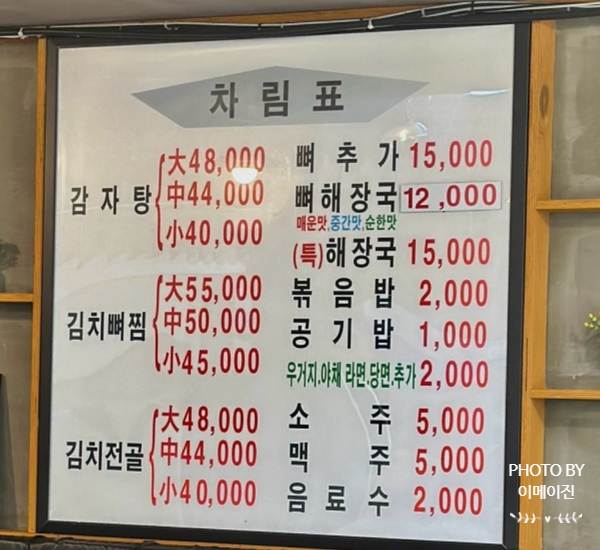 차림표
감자탕
大48,000
中44,000
小40,000
김치뼈찜
大55,000
中50,000
小45,000
김치전골
大48,000
中44,000
小40,000
뼈추가 15,000
뼈해장국 12,000
매운맛,중간맛,순한맛
(특)해장국 15,000
볶음밥 2,000
공기밥 1,000
우거지.야채 라면.당면.추가 2,000
소주 5,000
맥주 5,000
음료수 2,000
PHOTO BY
이메이진